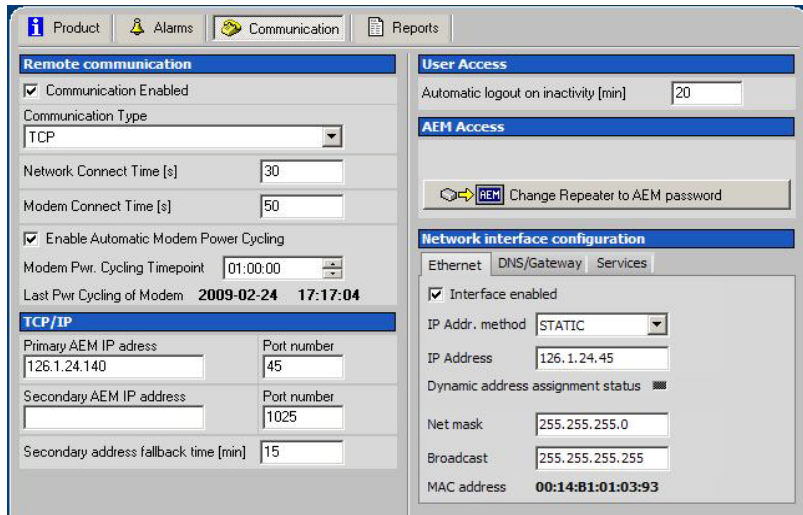 Product Alarms Communication Reports
Remote communication
Communication Enabled
Communication Type
TCP
Network Connect Time [s] 30
Modem Connect Time [s] 50
Enable Automatic Modem Power Cycling
Modem Pwr. Cycling Timepoint 01:00:00
Last Pwr Cycling of Modem 2009-02-24 17:17:04
TCP/IP
Primary AEM IP adress Port number
126.1.24.140 45
Secondary AEM IP address Port number
1025
Secondary address fallback time [min] 15
User Access
Automatic logout on inactivity [min] 20
AEM Access
AEM Change Repeater to AEM password
Network interface configuration
Ethernet DNS/Gateway Services
Interface enabled
IP Addr. method STATIC
IP Address 126.1.24.45
Dynamic address assignment status
Net mask 255.255.255.0
Broadcast 255.255.255.255
MAC address 00:14:B1:01:03:93